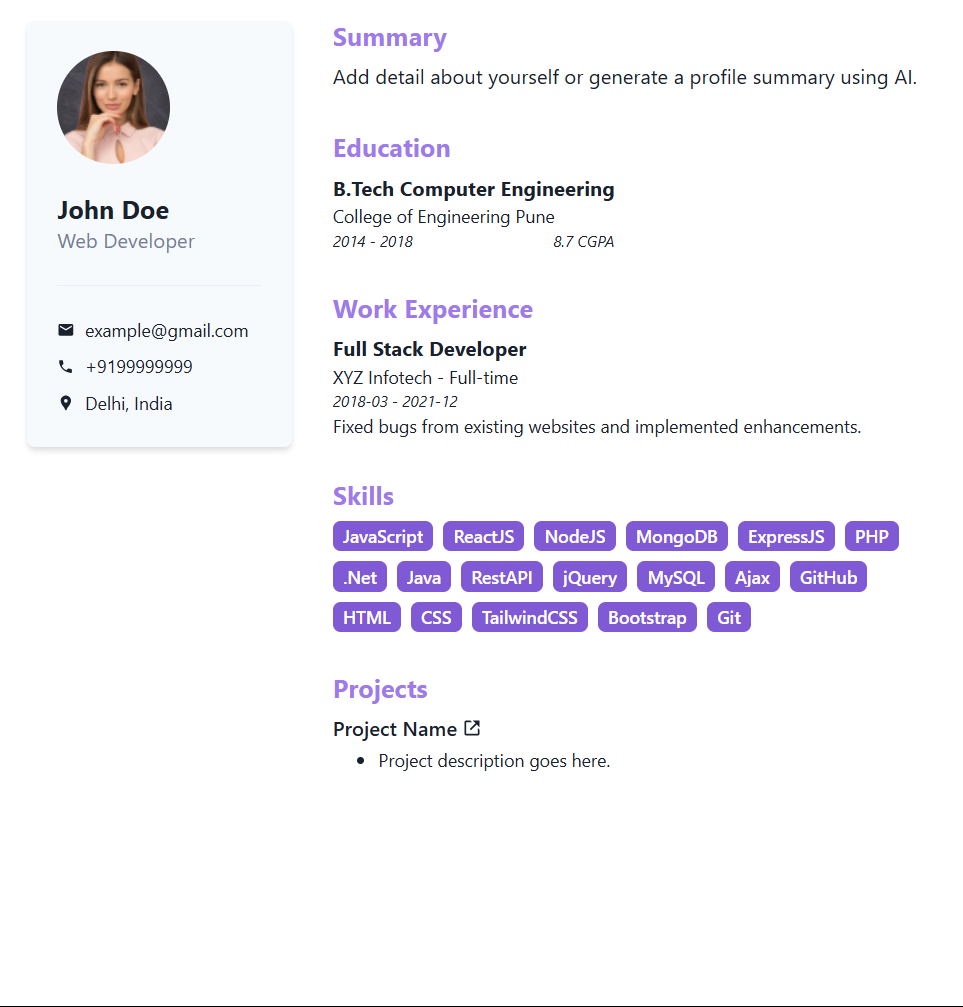 John Doe
Web Developer
example@gmail.com
+9199999999
Delhi, India
Summary
Add detail about yourself or generate a profile summary using AI.
Education
B.Tech Computer Engineering
College of Engineering Pune
2014 - 2018 8.7 CGPA
Work Experience
Full Stack Developer
XYZ Infotech - Full-time
2018-03 - 2021-12
Fixed bugs from existing websites and implemented enhancements.
Skills
JavaScript ReactJS NodeJS MongoDB ExpressJS PHP
.Net Java RestAPI jQuery MySQL Ajax GitHub
HTML CSS TailwindCSS Bootstrap Git
Projects
Project Name
• Project description goes here.